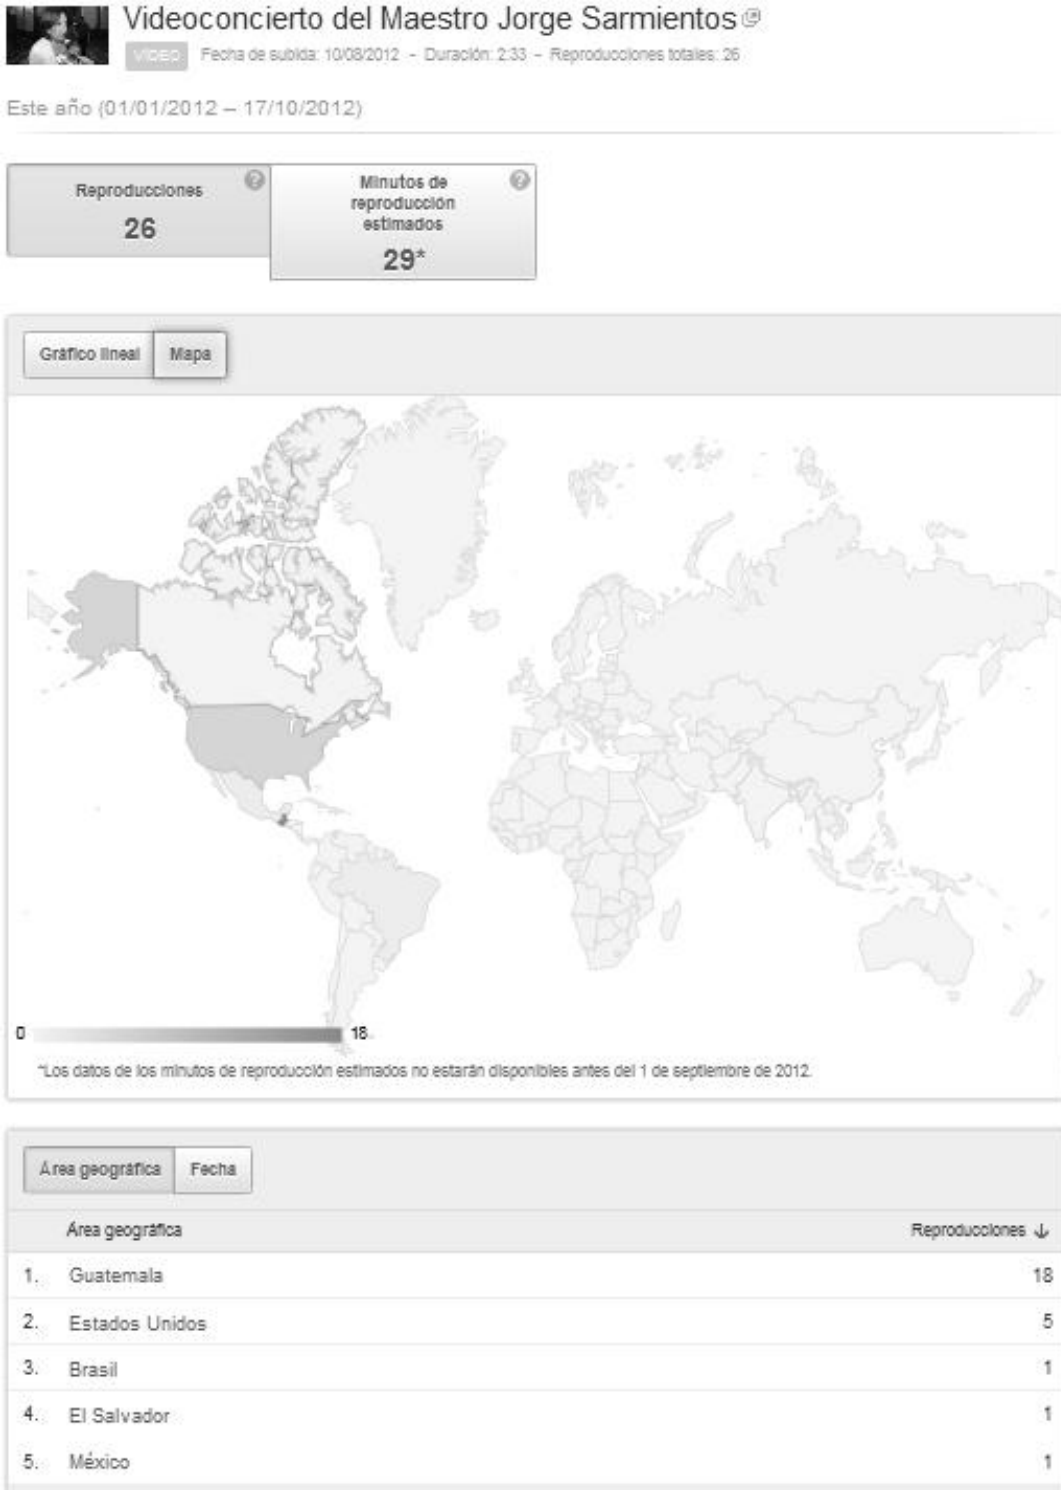 Videoconcierto del Maestro Jorge Sarmientos
VÍDEO Fecha de subida: 10/08/2012 - Duración: 2:33 - Reproducciones totales: 26
Este año (01/01/2012 – 17/10/2012)
Reproducciones
26
Minutos de
reproducción
estimados
29*
Gráfico lineal Mapa
0 18
*Los datos de los minutos de reproducción estimados no estarán disponibles antes del 1 de septiembre de 2012.
Área geográfica Fecha
Área geográfica Reproducciones ↓
1. Guatemala 18
2. Estados Unidos 5
3. Brasil 1
4. El Salvador 1
5. México 1